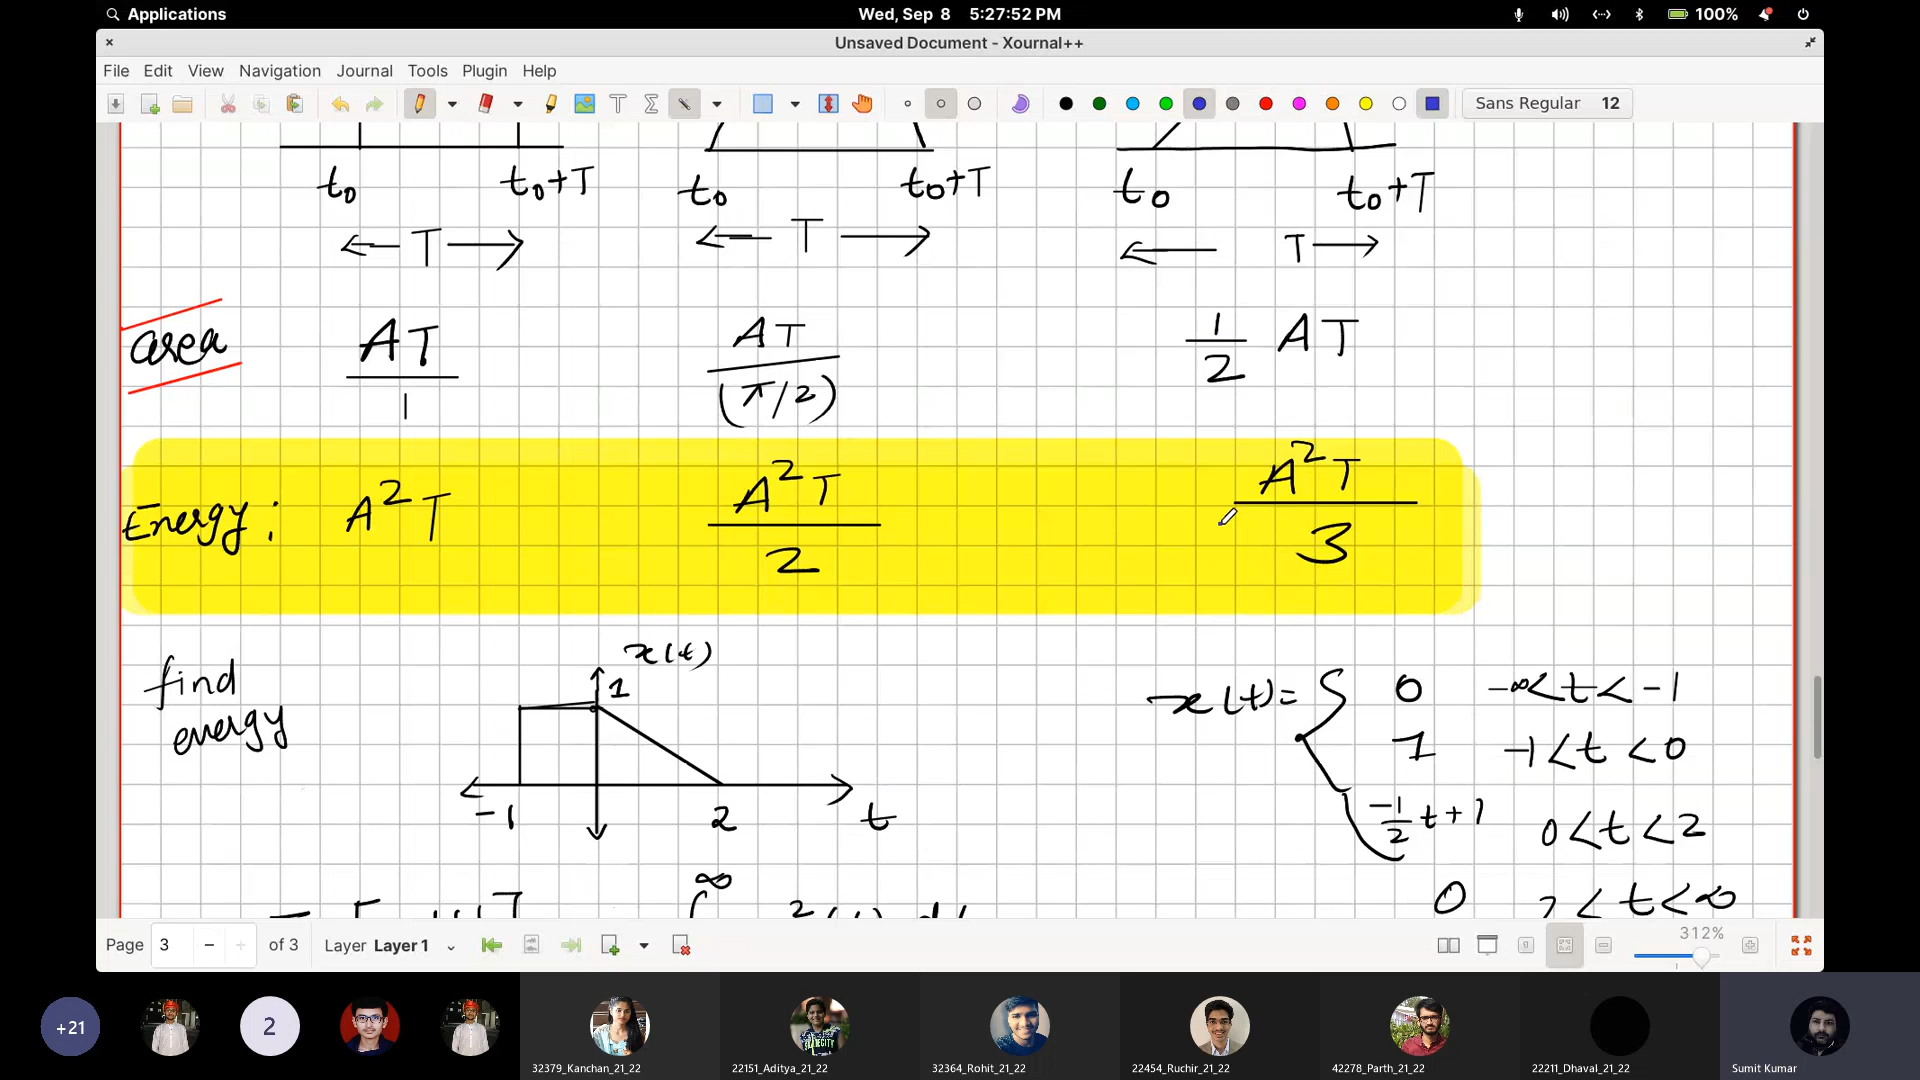 Applications
Wed, Sep 8 5:27:52 PM
100%
Unsaved Document - Xournal++
File Edit View Navigation Journal Tools Plugin Help
Sans Regular 12
t₀ t₀+T t₀ t₀+T t₀ t₀+T
← T → ← T → ← T →
area AT/1 AT/(π/2) 1/2 AT
Energy: A²T A²T/2 A²T/3
find energy
x(t)
1
-1 2 t
x(t)= { 0 -∞<t<-1
1 -1<t<0
-1/2 t+1 0<t<2
0 2<t<∞
∞
Page 3 of 3 Layer Layer 1 312%
+21 2
32379_Kanchan_21_22
22151_Aditya_21_22
32364_Rohit_21_22
22454_Ruchir_21_22
42278_Parth_21_22
22211_Dhaval_21_22
Sumit Kumar